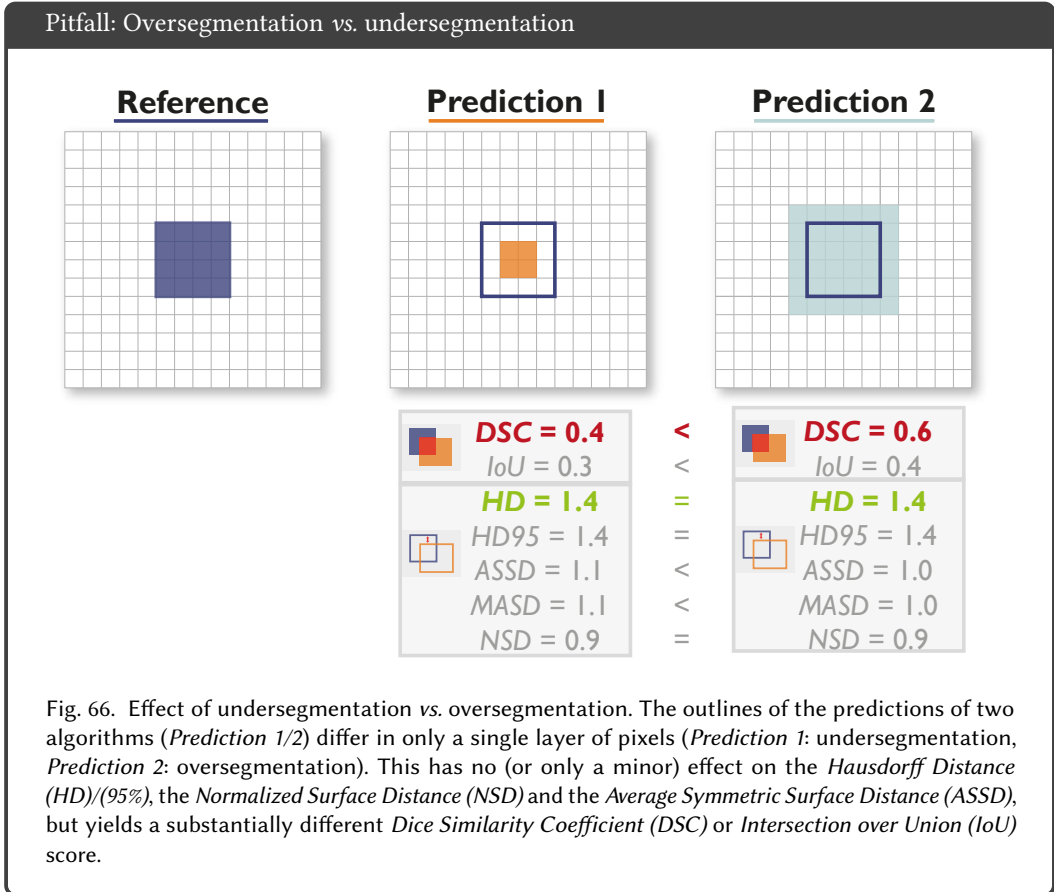 Pitfall: Oversegmentation vs. undersegmentation
Reference Prediction 1 Prediction 2
DSC = 0.4 < DSC = 0.6
IoU = 0.3 < IoU = 0.4
HD = 1.4 = HD = 1.4
HD95 = 1.4 = HD95 = 1.4
ASSD = 1.1 < ASSD = 1.0
MASD = 1.1 < MASD = 1.0
NSD = 0.9 = NSD = 0.9
Fig. 66. Effect of undersegmentation vs. oversegmentation. The outlines of the predictions of two
algorithms (Prediction 1/2) differ in only a single layer of pixels (Prediction 1: undersegmentation,
Prediction 2: oversegmentation). This has no (or only a minor) effect on the Hausdorff Distance
(HD)/(95%), the Normalized Surface Distance (NSD) and the Average Symmetric Surface Distance (ASSD),
but yields a substantially different Dice Similarity Coefficient (DSC) or Intersection over Union (IoU)
score.